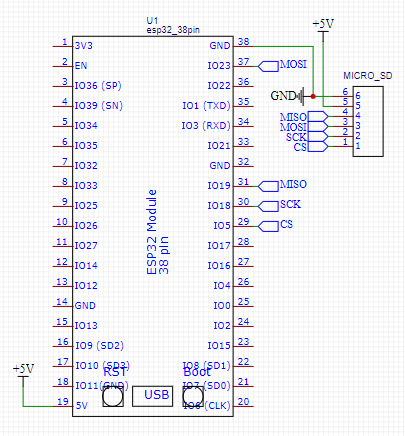 U1
esp32_38pin
+5V
1 3V3 GND 38
2 EN IO23 37 MOSI
3 IO36 (SP) IO22 36
4 IO39 (SN) IO1 (TXD) 35
5 IO34 IO3 (RXD) 34
6 IO35 IO21 33
7 IO32 GND 32
8 IO33 IO19 31 MISO
9 IO25 IO18 30 SCK
10 IO26 IO5 29 CS
11 IO27 IO17 28
12 IO14 IO16 27
13 IO12 IO4 26
14 GND IO0 25
15 IO13 IO2 24
16 IO9 (SD2) IO15 23
17 IO10 (SD3) IO8 (SD1) 22
18 IO11(GND) IO7 (SD0) 21
19 5V IO6 (CLK) 20
ESP32 Module
38 pin
RST
Boot
USB
+5V
MICRO_SD
GND
6 6
5 5
MISO 4 4
MOSI 3 3
SCK 2 2
CS 1 1